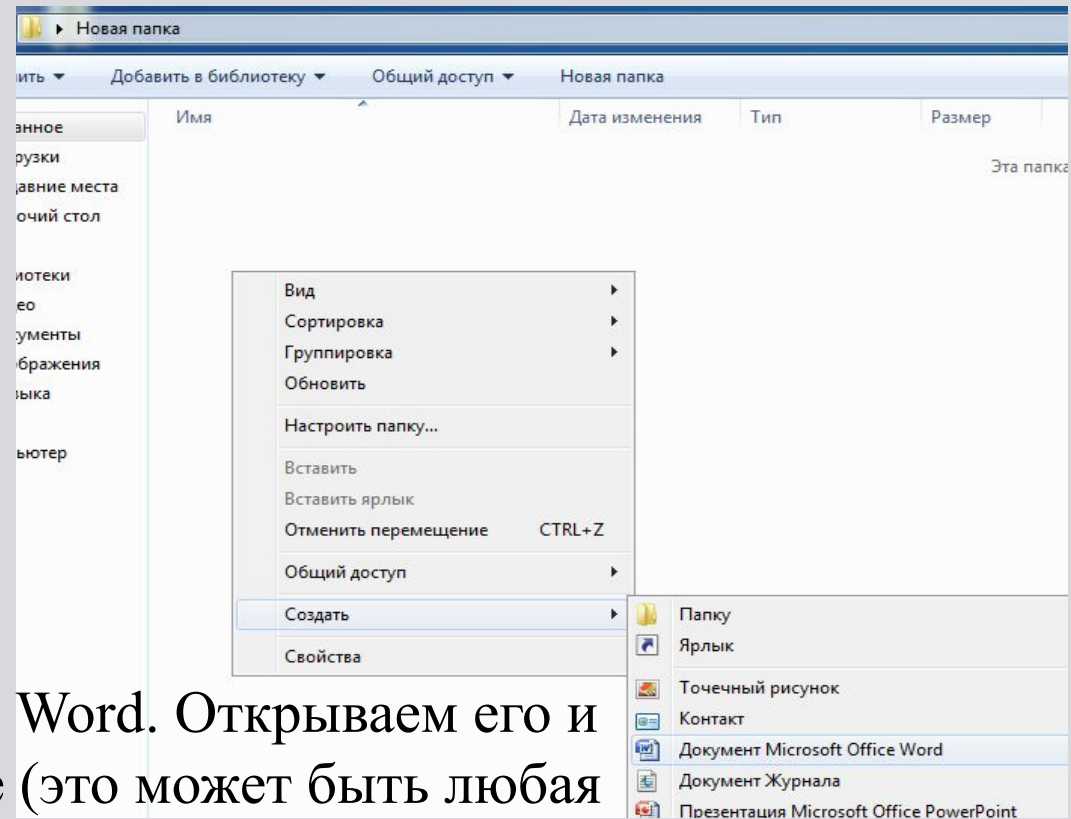 Новая папка
ить Добавить в библиотеку Общий доступ Новая папка
Имя Дата изменения Тип Размер
анное
рузки
авние места
очий стол
иотеки
ео
ументы
бражения
ыка
ьютер
Эта папка
Вид
Сортировка
Группировка
Обновить
Настроить папку...
Вставить
Вставить ярлык
Отменить перемещение CTRL+Z
Общий доступ
Создать
Свойства
Папку
Ярлык
Точечный рисунок
Контакт
Документ Microsoft Office Word
Документ Журнала
Презентация Microsoft Office PowerPoint
Word. Открываем его и
е (это может быть любая